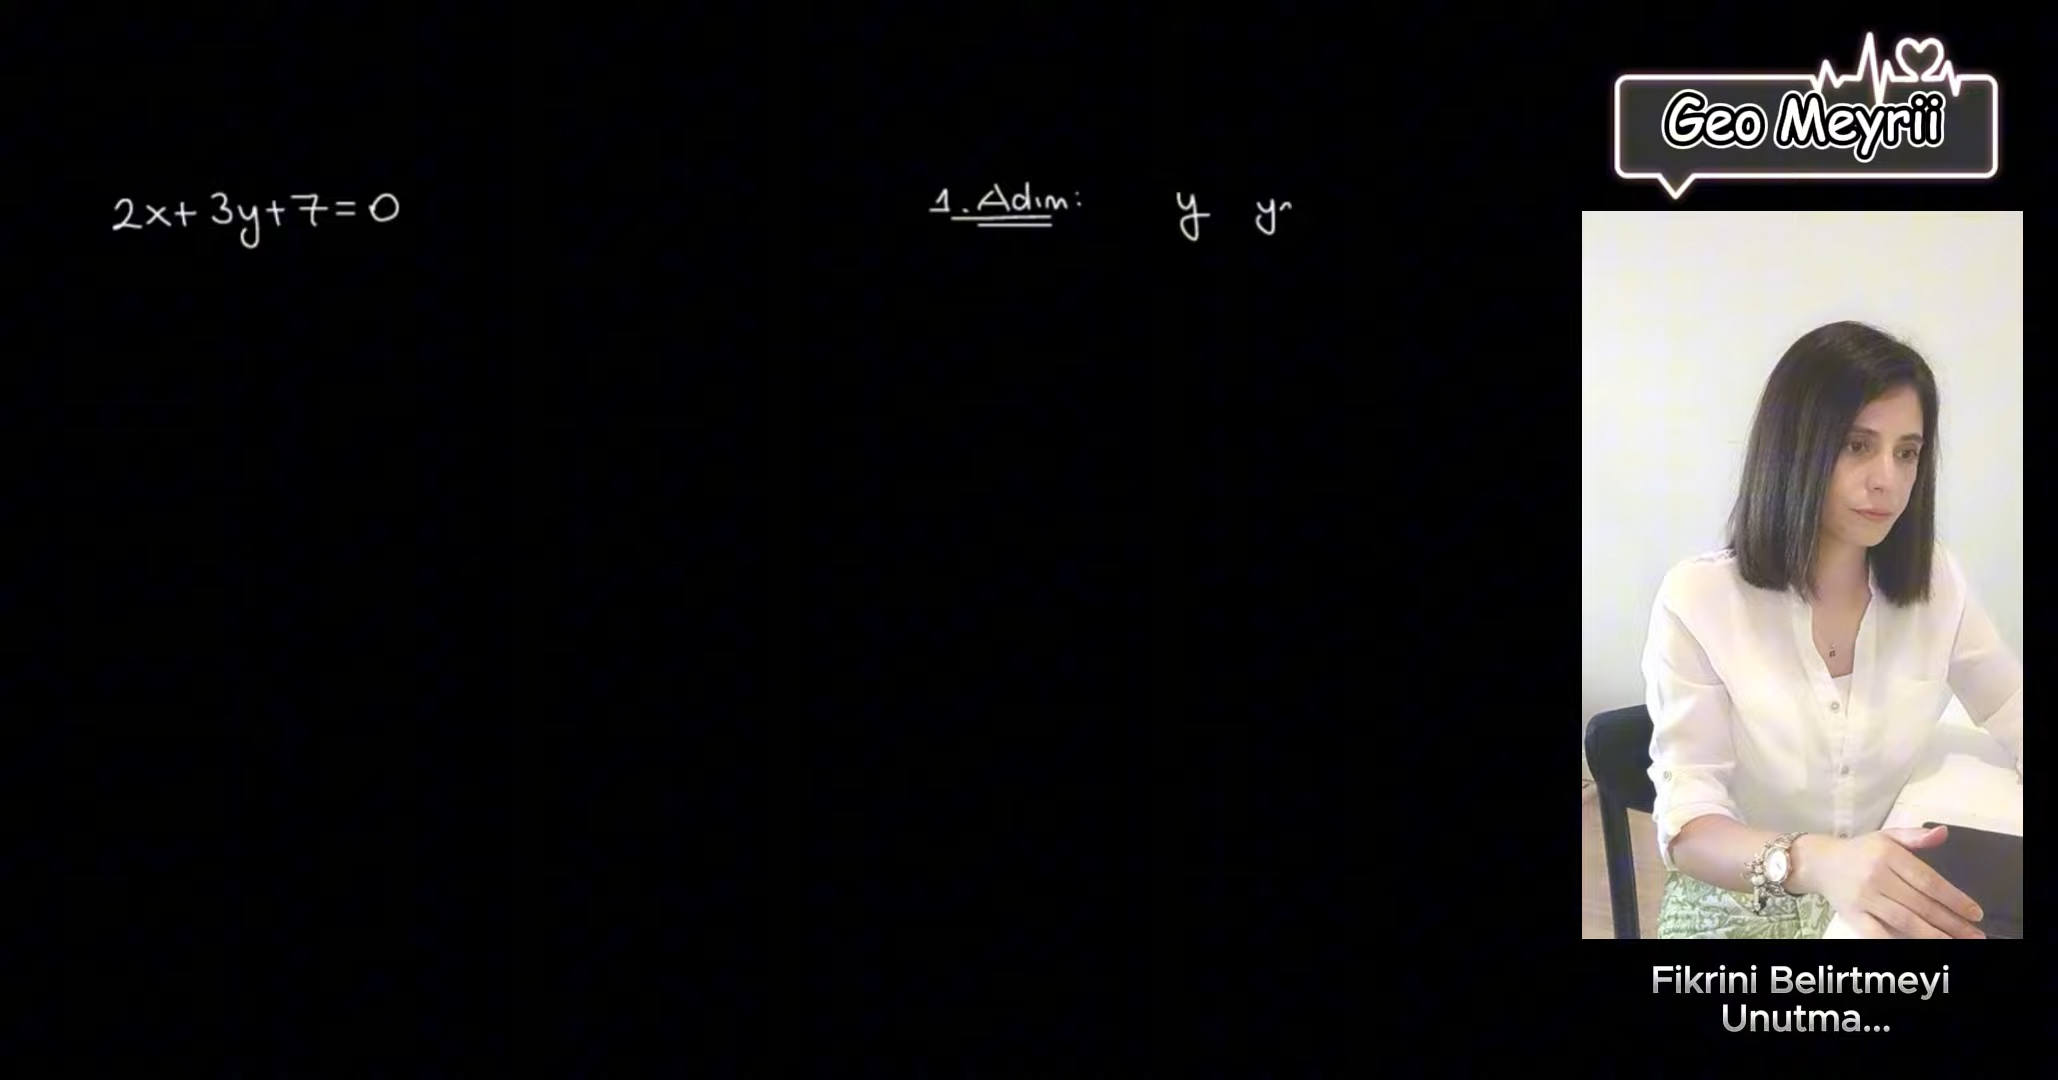 Geo Meyrii
2x+3y+7=0
1. Adım: y
Fikrini Belirtmeyi
Unutma...